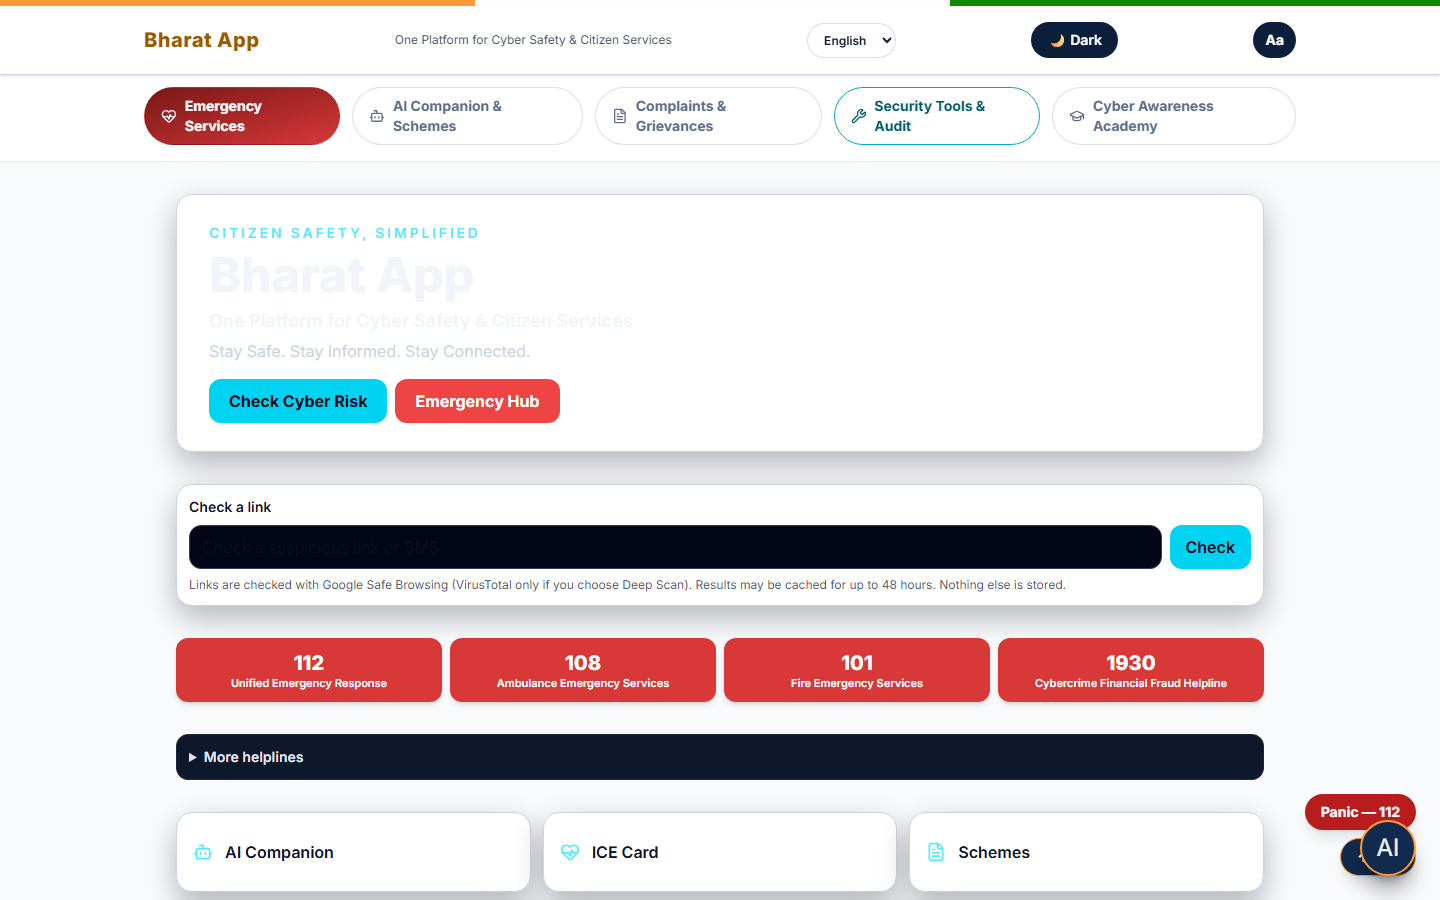 Bharat App
One Platform for Cyber Safety & Citizen Services
English
Dark
Aa
Emergency
Services
AI Companion &
Schemes
Complaints &
Grievances
Security Tools &
Audit
Cyber Awareness
Academy
CITIZEN SAFETY, SIMPLIFIED
Bharat App
One Platform for Cyber Safety & Citizen Services
Stay Safe. Stay Informed. Stay Connected.
Check Cyber Risk
Emergency Hub
Check a link
Check a suspicious link or SMS
Check
Links are checked with Google Safe Browsing (VirusTotal only if you choose Deep Scan). Results may be cached for up to 48 hours. Nothing else is stored.
112
Unified Emergency Response
108
Ambulance Emergency Services
101
Fire Emergency Services
1930
Cybercrime Financial Fraud Helpline
More helplines
Panic — 112
AI Companion
ICE Card
Schemes
AI